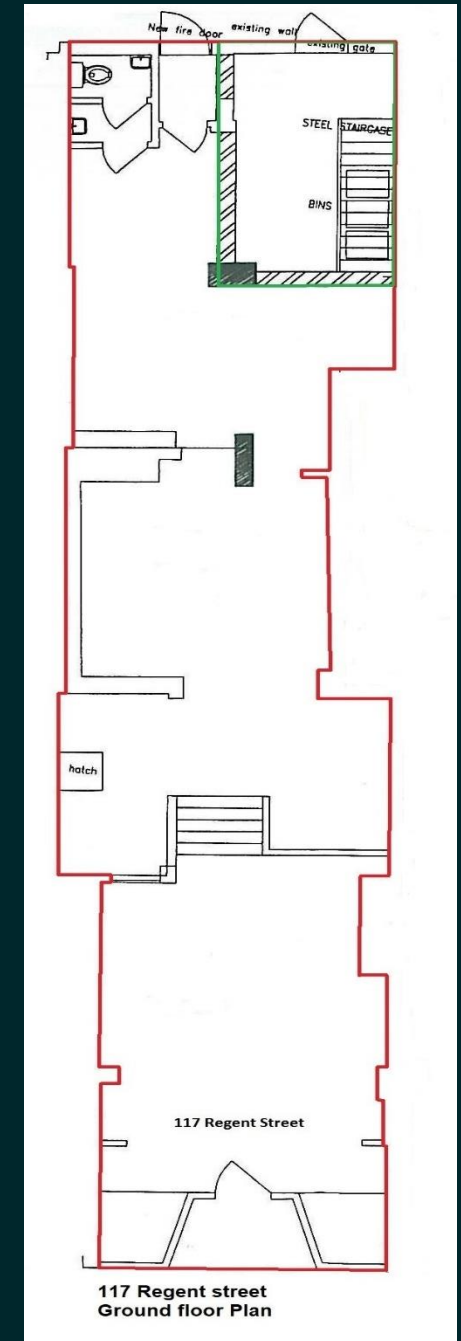 New fire door existing wall existing gate
STEEL STAIRCASE
BINS
hatch
117 Regent Street
117 Regent street
Ground floor Plan